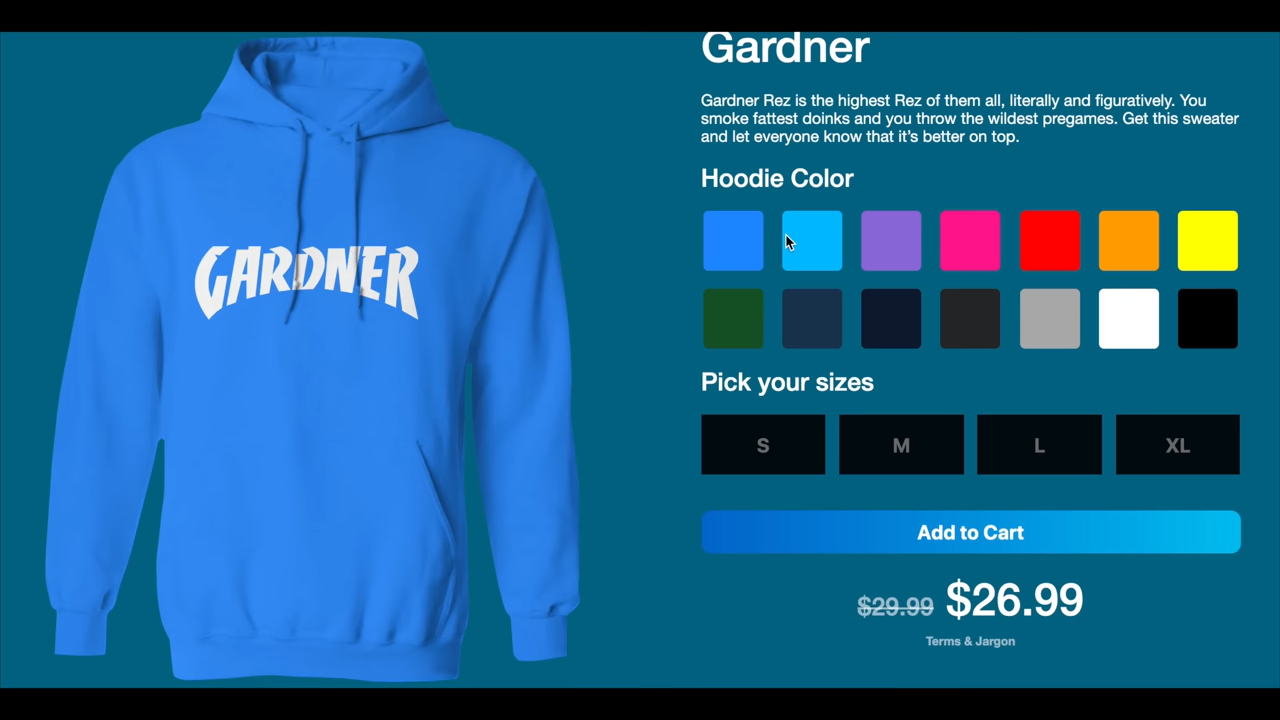 Gardner
Gardner Rez is the highest Rez of them all, literally and figuratively. You
smoke fattest doinks and you throw the wildest pregames. Get this sweater
and let everyone know that it’s better on top.
Hoodie Color
GARDNER
Pick your sizes
S M L XL
Add to Cart
$29.99 $26.99
Terms & Jargon